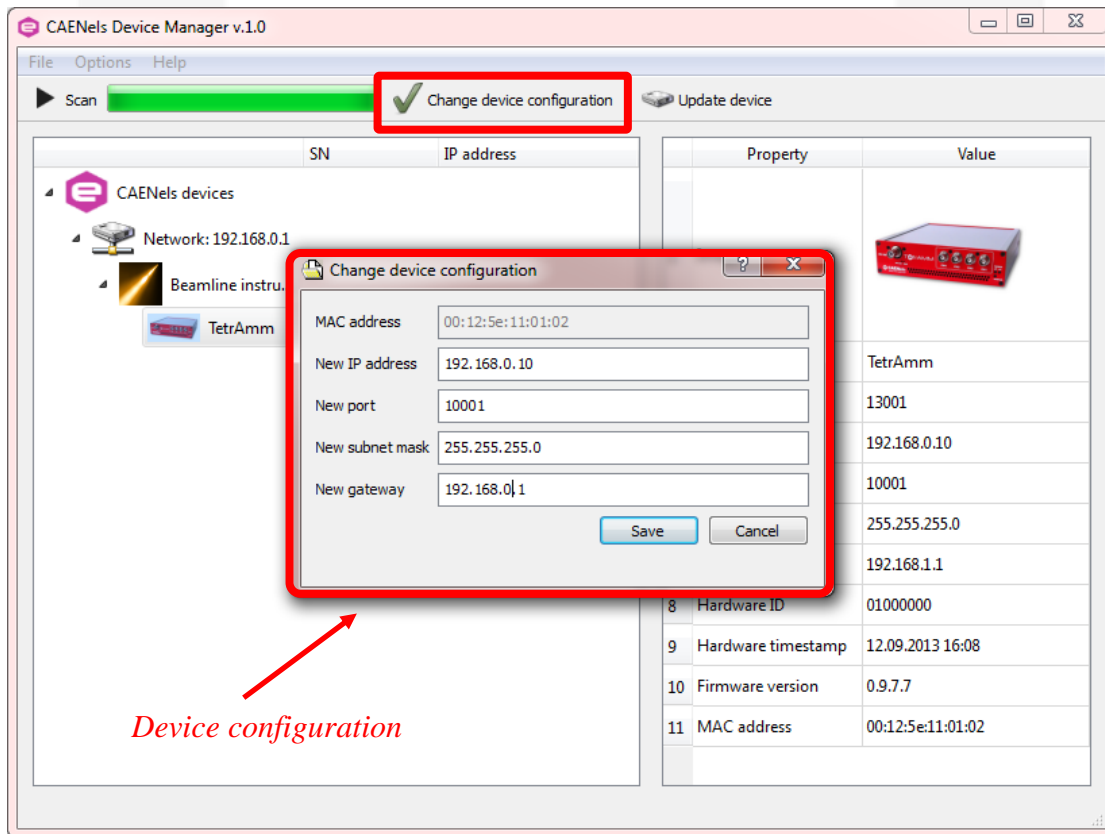 CAENels Device Manager v.1.0
File Options Help
Scan Change device configuration Update device
SN IP address
CAENels devices
Network: 192.168.0.1
Beamline instru.
TetrAmm
Property Value
TetrAmm
13001
192.168.0.10
10001
255.255.255.0
192.168.1.1
8 Hardware ID 01000000
9 Hardware timestamp 12.09.2013 16:08
10 Firmware version 0.9.7.7
11 MAC address 00:12:5e:11:01:02
Change device configuration
MAC address 00:12:5e:11:01:02
New IP address 192.168.0.10
New port 10001
New subnet mask 255.255.255.0
New gateway 192.168.0.1
Save Cancel
Device configuration